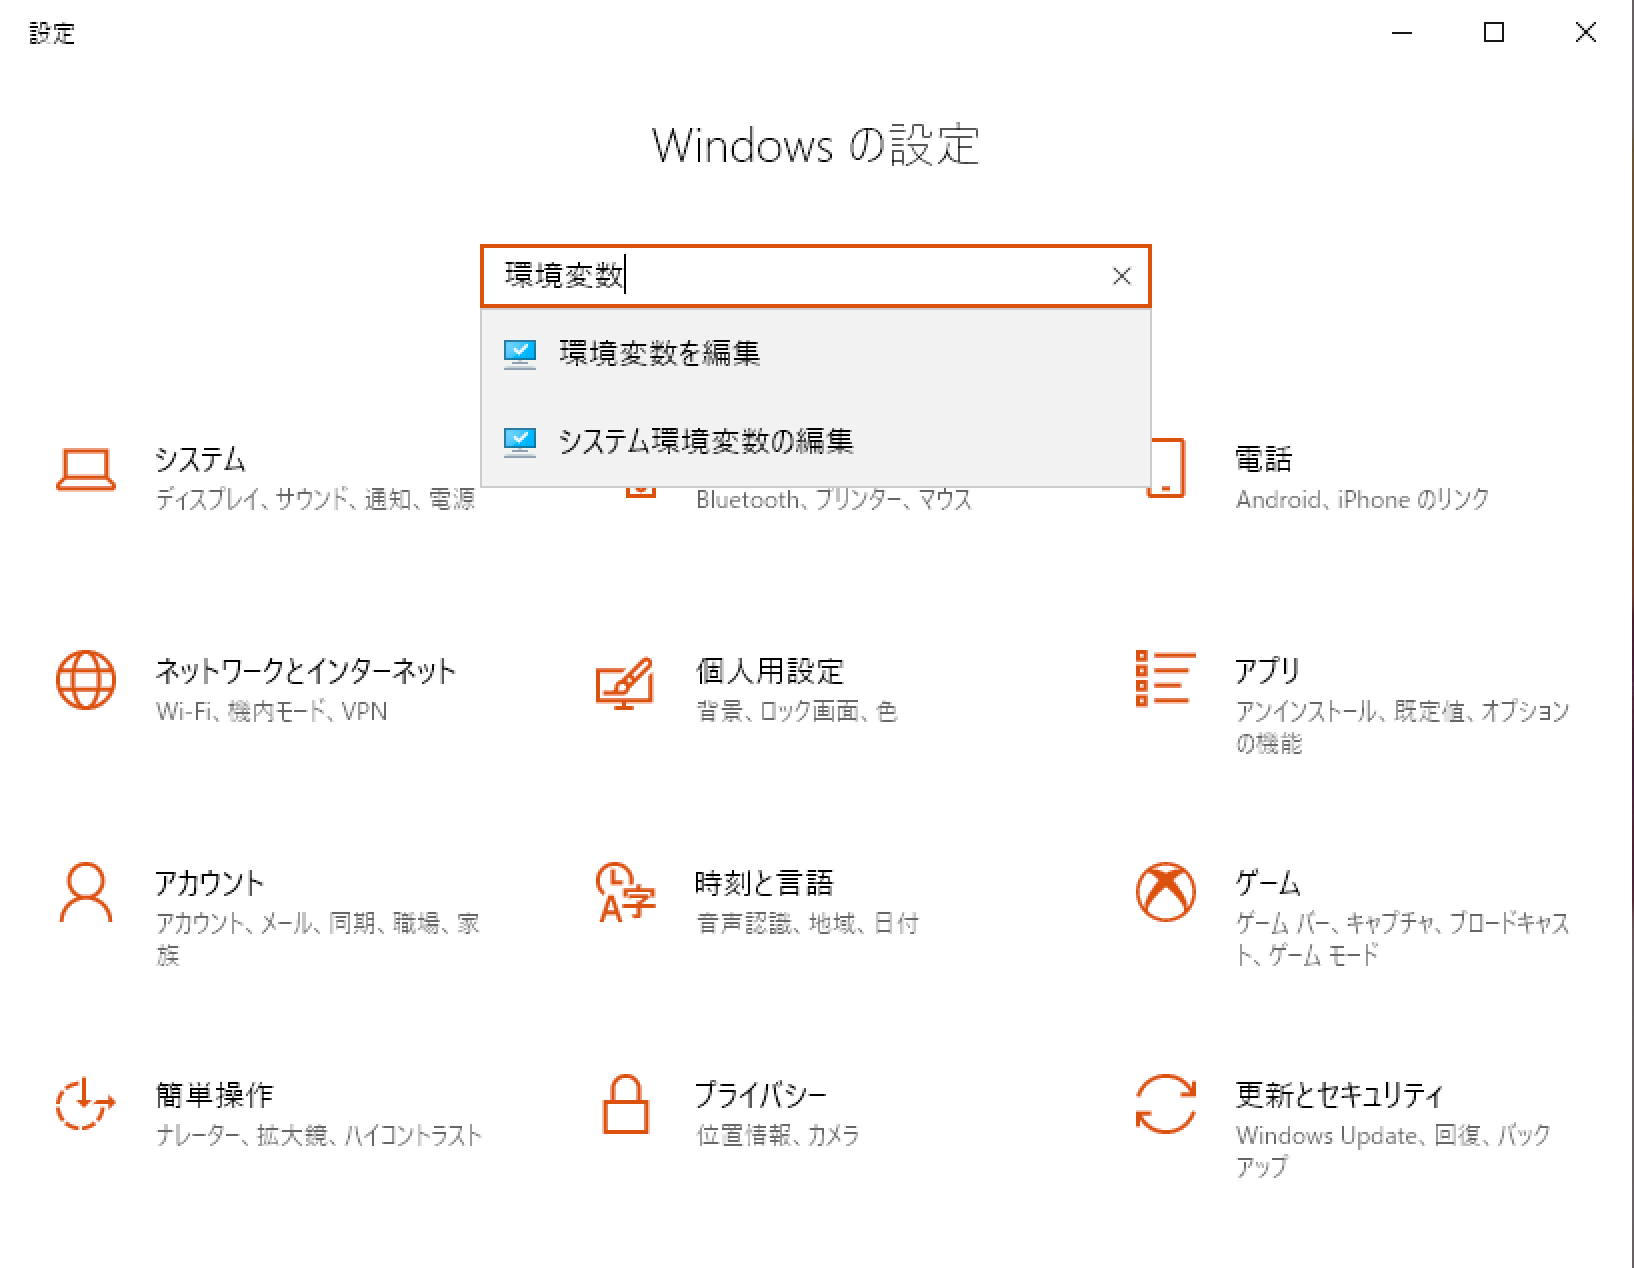 設定
Windows の設定
環境変数
環境変数を編集
システム環境変数の編集
システム
ディスプレイ、サウンド、通知、電源
Bluetooth、プリンター、マウス
電話
Android、iPhone のリンク
ネットワークとインターネット
Wi-Fi、機内モード、VPN
個人用設定
背景、ロック画面、色
アプリ
アンインストール、既定値、オプション
の機能
アカウント
アカウント、メール、同期、職場、家
族
時刻と言語
音声認識、地域、日付
ゲーム
ゲーム バー、キャプチャ、ブロードキャス
ト、ゲーム モード
簡単操作
ナレーター、拡大鏡、ハイコントラスト
プライバシー
位置情報、カメラ
更新とセキュリティ
Windows Update、回復、バック
アップ